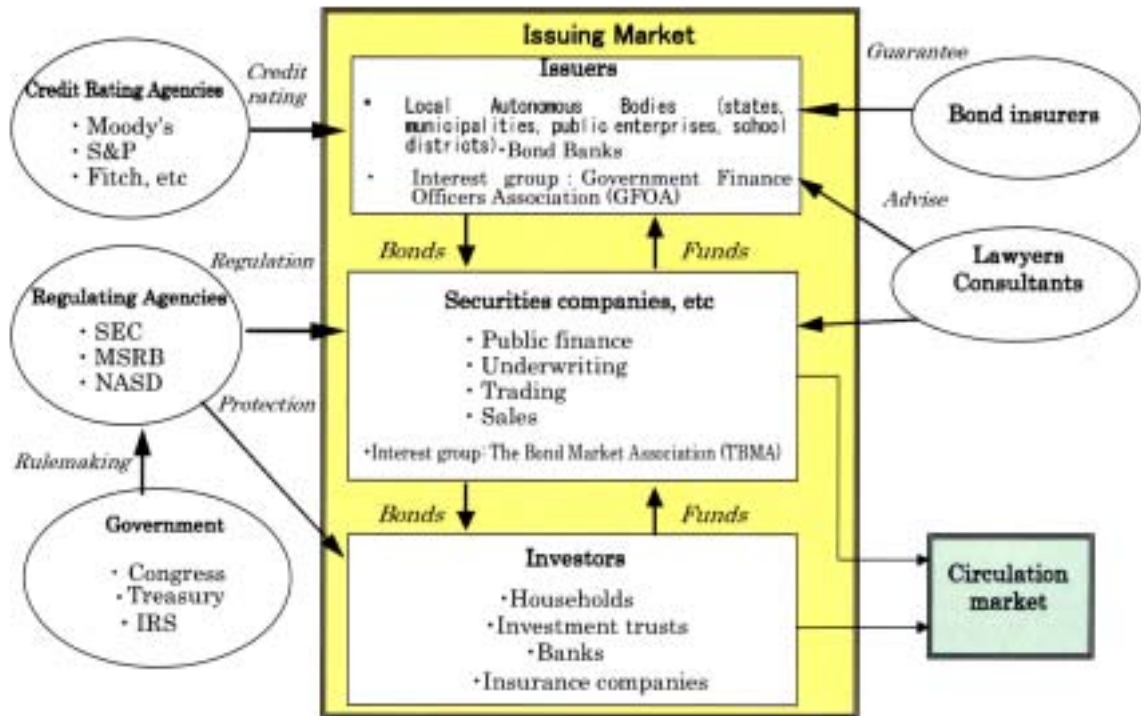 Issuing Market
Issuers
• Local Autonomous Bodies (states,
municipalities, public enterprises, school
districts)・Bond Banks
・ Interest group : Government Finance
Officers Association (GFOA)
Credit Rating Agencies
・Moody's
・S&P
・Fitch, etc
Credit
rating
Guarantee
Bond insurers
Advise
Lawyers
Consultants
Bonds
Funds
Regulation
Regulating Agencies
・SEC
・MSRB
・NASD
Securities companies, etc
・Public finance
・Underwriting
・Trading
・Sales
・Interest group: The Bond Market Association (TBMA)
Protection
Rulemaking
Bonds
Funds
Government
・Congress
・Treasury
・IRS
Investors
・Households
・Investment trusts
・Banks
・Insurance companies
Circulation
market